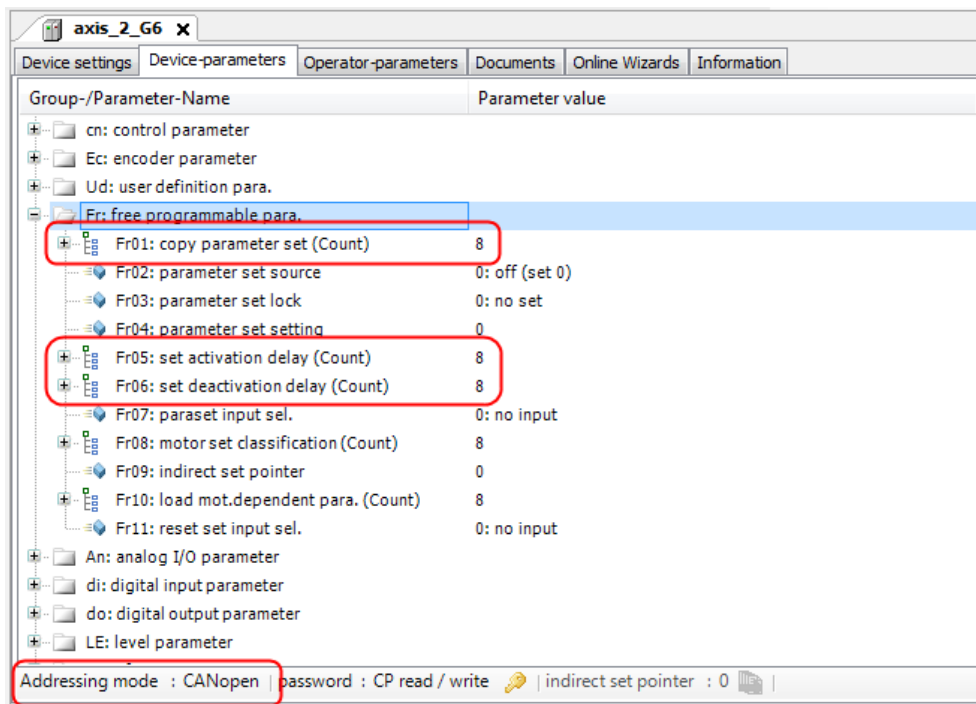 axis_2_G6 x
Device settings Device-parameters Operator-parameters Documents Online Wizards Information
Group-/Parameter-Name Parameter value
cn: control parameter
Ec: encoder parameter
Ud: user definition para.
Fr: free programmable para.
Fr01: copy parameter set (Count) 8
Fr02: parameter set source 0: off (set 0)
Fr03: parameter set lock 0: no set
Fr04: parameter set setting 0
Fr05: set activation delay (Count) 8
Fr06: set deactivation delay (Count) 8
Fr07: paraset input sel. 0: no input
Fr08: motor set classification (Count) 8
Fr09: indirect set pointer 0
Fr10: load mot.dependent para. (Count) 8
Fr11: reset set input sel. 0: no input
An: analog I/O parameter
di: digital input parameter
do: digital output parameter
LE: level parameter
Addressing mode : CANopen | password : CP read / write | indirect set pointer : 0 |